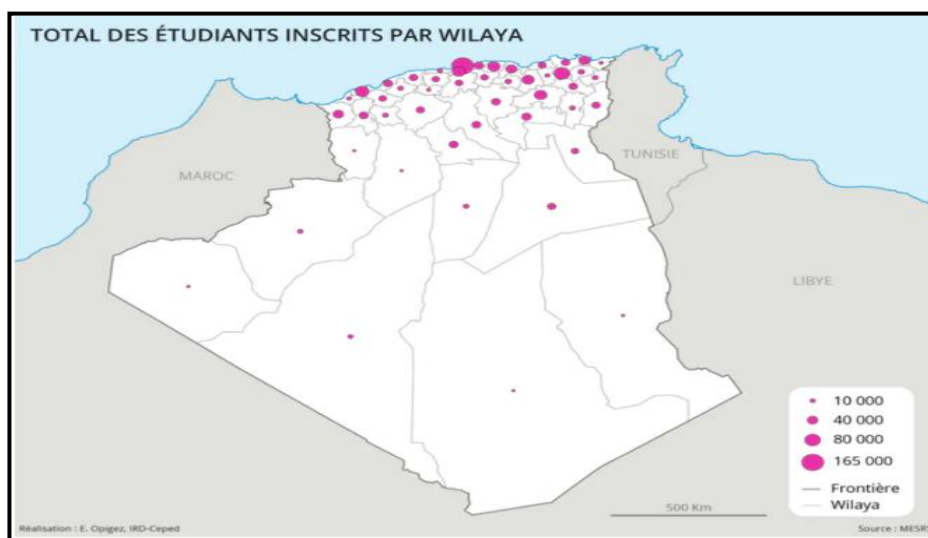 TOTAL DES ÉTUDIANTS INSCRITS PAR WILAYA
MAROC
TUNISIE
LIBYE
10 000
40 000
80 000
165 000
Frontière
Wilaya
500 Km
Réalisation : E. Opigez, IRD-Ceped
Source : MESRS